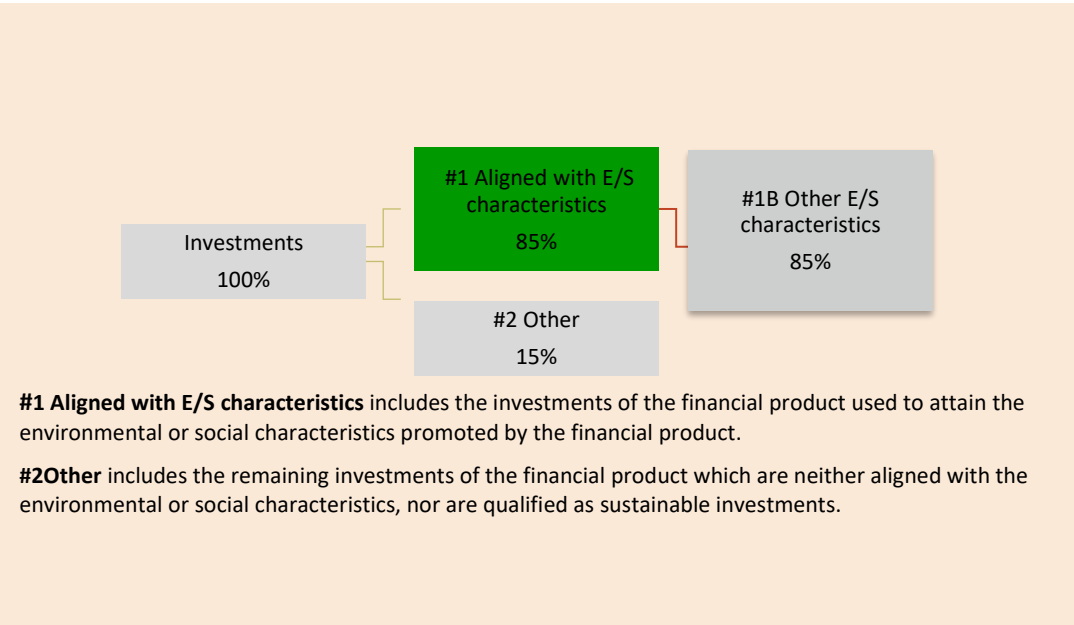 #1 Aligned with E/S
characteristics
85%
#1B Other E/S
characteristics
85%
Investments
100%
#2 Other
15%
#1 Aligned with E/S characteristics includes the investments of the financial product used to attain the
environmental or social characteristics promoted by the financial product.
#2Other includes the remaining investments of the financial product which are neither aligned with the
environmental or social characteristics, nor are qualified as sustainable investments.